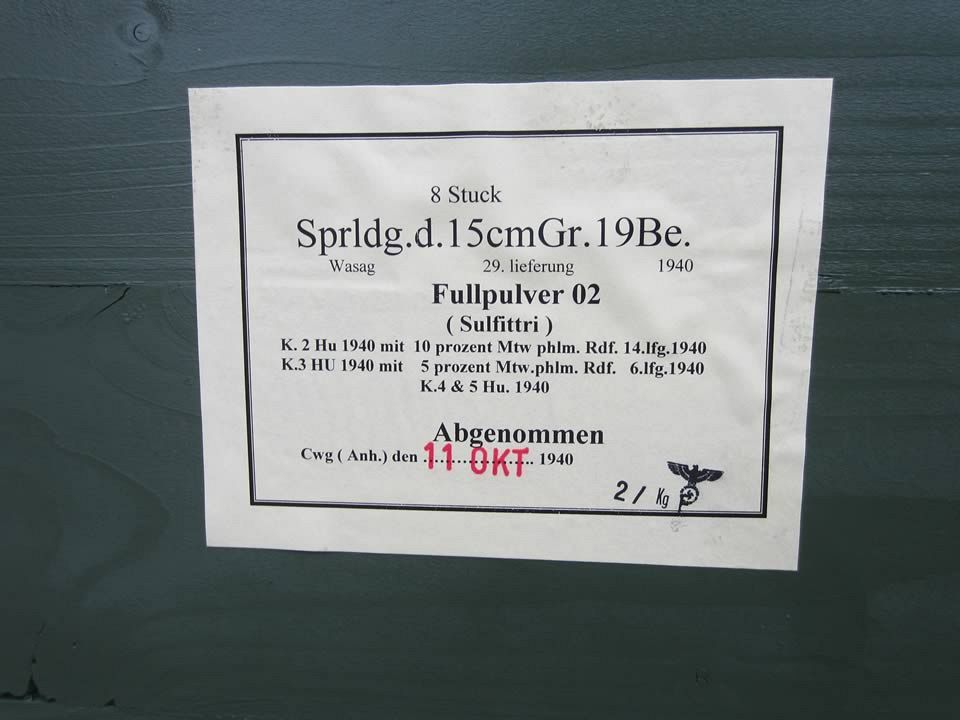 8 Stuck
Sprldg.d.15cmGr.19Be.
Wasag 29. lieferung 1940
Fullpulver 02
( Sulfittri )
K. 2 Hu 1940 mit 10 prozent Mtw phlm. Rdf. 14.lfg.1940
K.3 HU 1940 mit 5 prozent Mtw.phlm. Rdf. 6.lfg.1940
K.4 & 5 Hu. 1940
Abgenommen
Cwg ( Anh.) den 11 OKT 1940
2 / Kg